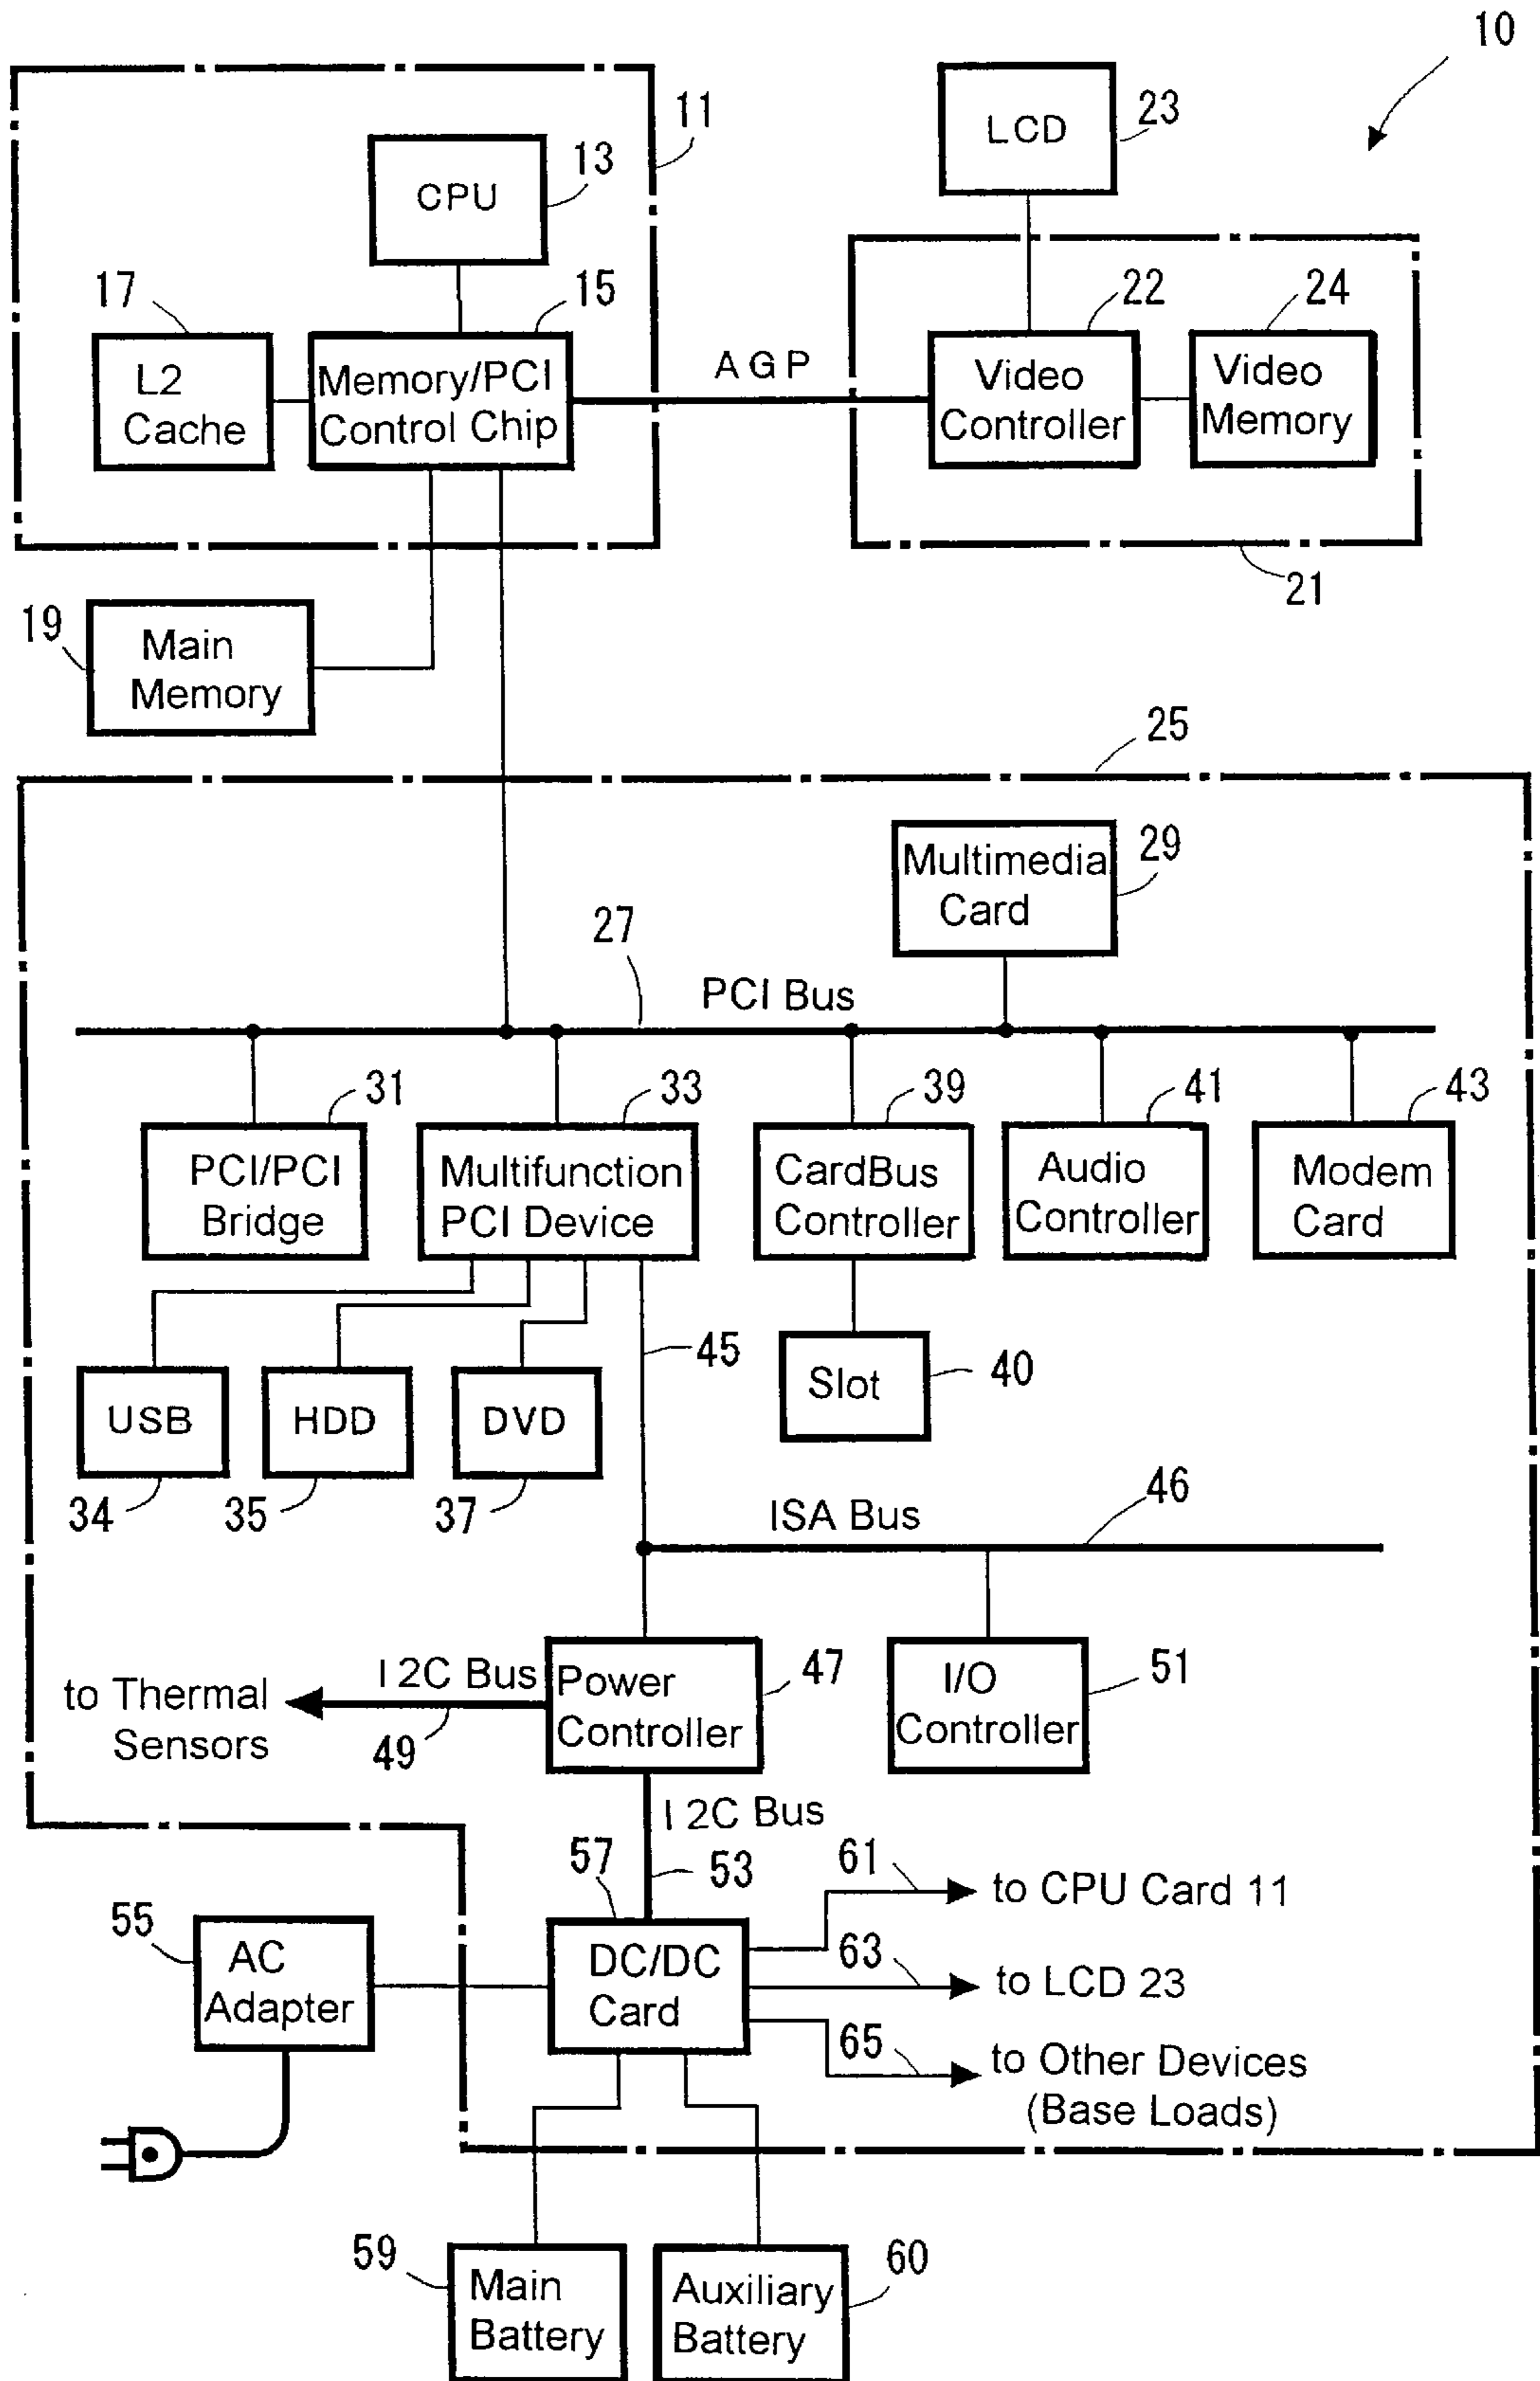 10
11
LCD
23
CPU
13
17
15
22
24
L2
Cache
Memory/PCI
Control Chip
AGP
Video
Controller
Video
Memory
21
19
Main
Memory
25
Multimedia
Card
29
27
PCI Bus
31
33
39
41
43
PCI/PCI
Bridge
Multifunction
PCI Device
CardBus
Controller
Audio
Controller
Modem
Card
45
Slot
40
USB
HDD
DVD
34
35
37
ISA Bus
46
I2C Bus
to Thermal
Sensors
49
Power
Controller
47
I/O
Controller
51
I2C Bus
53
57
61
to CPU Card 11
55
AC
Adapter
DC/DC
Card
63
to LCD 23
65
to Other Devices
(Base Loads)
59
Main
Battery
Auxiliary
Battery
60